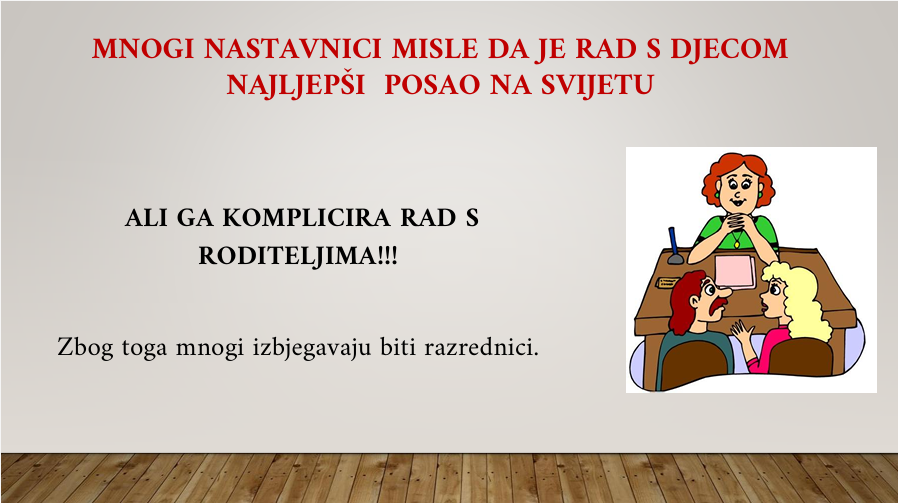 MNOGI NASTAVNICI MISLE DA JE RAD S DJECOM
NAJLJEPŠI POSAO NA SVIJETU
ALI GA KOMPLICIRA RAD S
RODITELJIMA!!!
Zbog toga mnogi izbjegavaju biti razrednici.